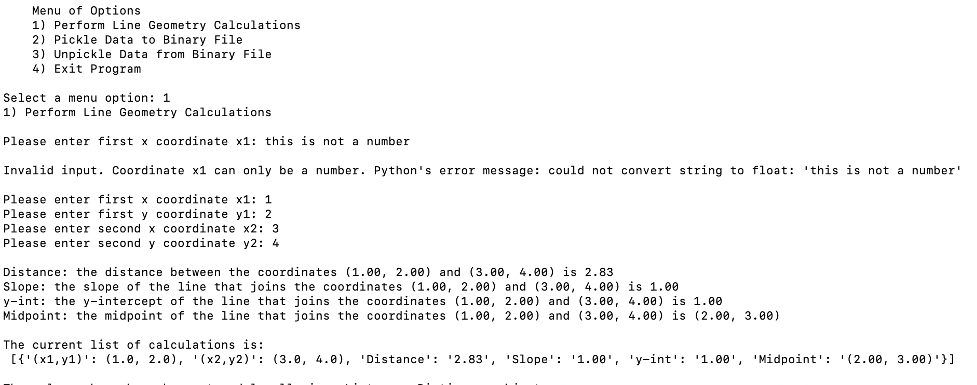 Menu of Options
1) Perform Line Geometry Calculations
2) Pickle Data to Binary File
3) Unpickle Data from Binary File
4) Exit Program
Select a menu option: 1
1) Perform Line Geometry Calculations
Please enter first x coordinate x1: this is not a number
Invalid input. Coordinate x1 can only be a number. Python's error message: could not convert string to float: 'this is not a number'
Please enter first x coordinate x1: 1
Please enter first y coordinate y1: 2
Please enter second x coordinate x2: 3
Please enter second y coordinate y2: 4
Distance: the distance between the coordinates (1.00, 2.00) and (3.00, 4.00) is 2.83
Slope: the slope of the line that joins the coordinates (1.00, 2.00) and (3.00, 4.00) is 1.00
y-int: the y-intercept of the line that joins the coordinates (1.00, 2.00) and (3.00, 4.00) is 1.00
Midpoint: the midpoint of the line that joins the coordinates (1.00, 2.00) and (3.00, 4.00) is (2.00, 3.00)
The current list of calculations is:
[{'(x1,y1)': (1.0, 2.0), '(x2,y2)': (3.0, 4.0), 'Distance': '2.83', 'Slope': '1.00', 'y-int': '1.00', 'Midpoint': '(2.00, 3.00)'}]